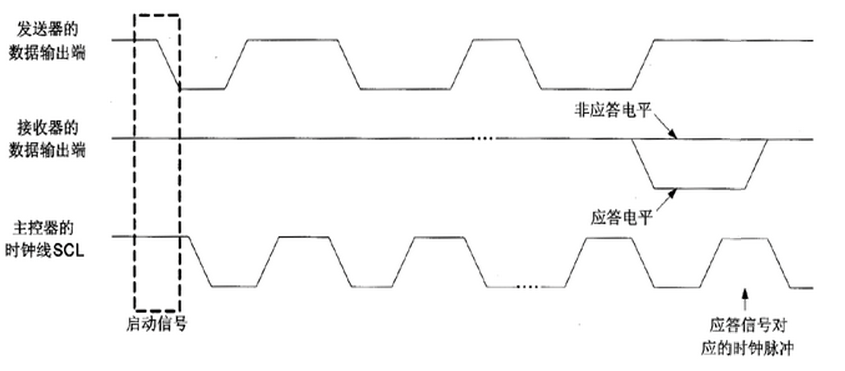 发送器的
数据输出端
非应答电平
接收器的
数据输出端
应答电平
主控器的
时钟线SCL
启动信号
应答信号对
应的时钟脉冲